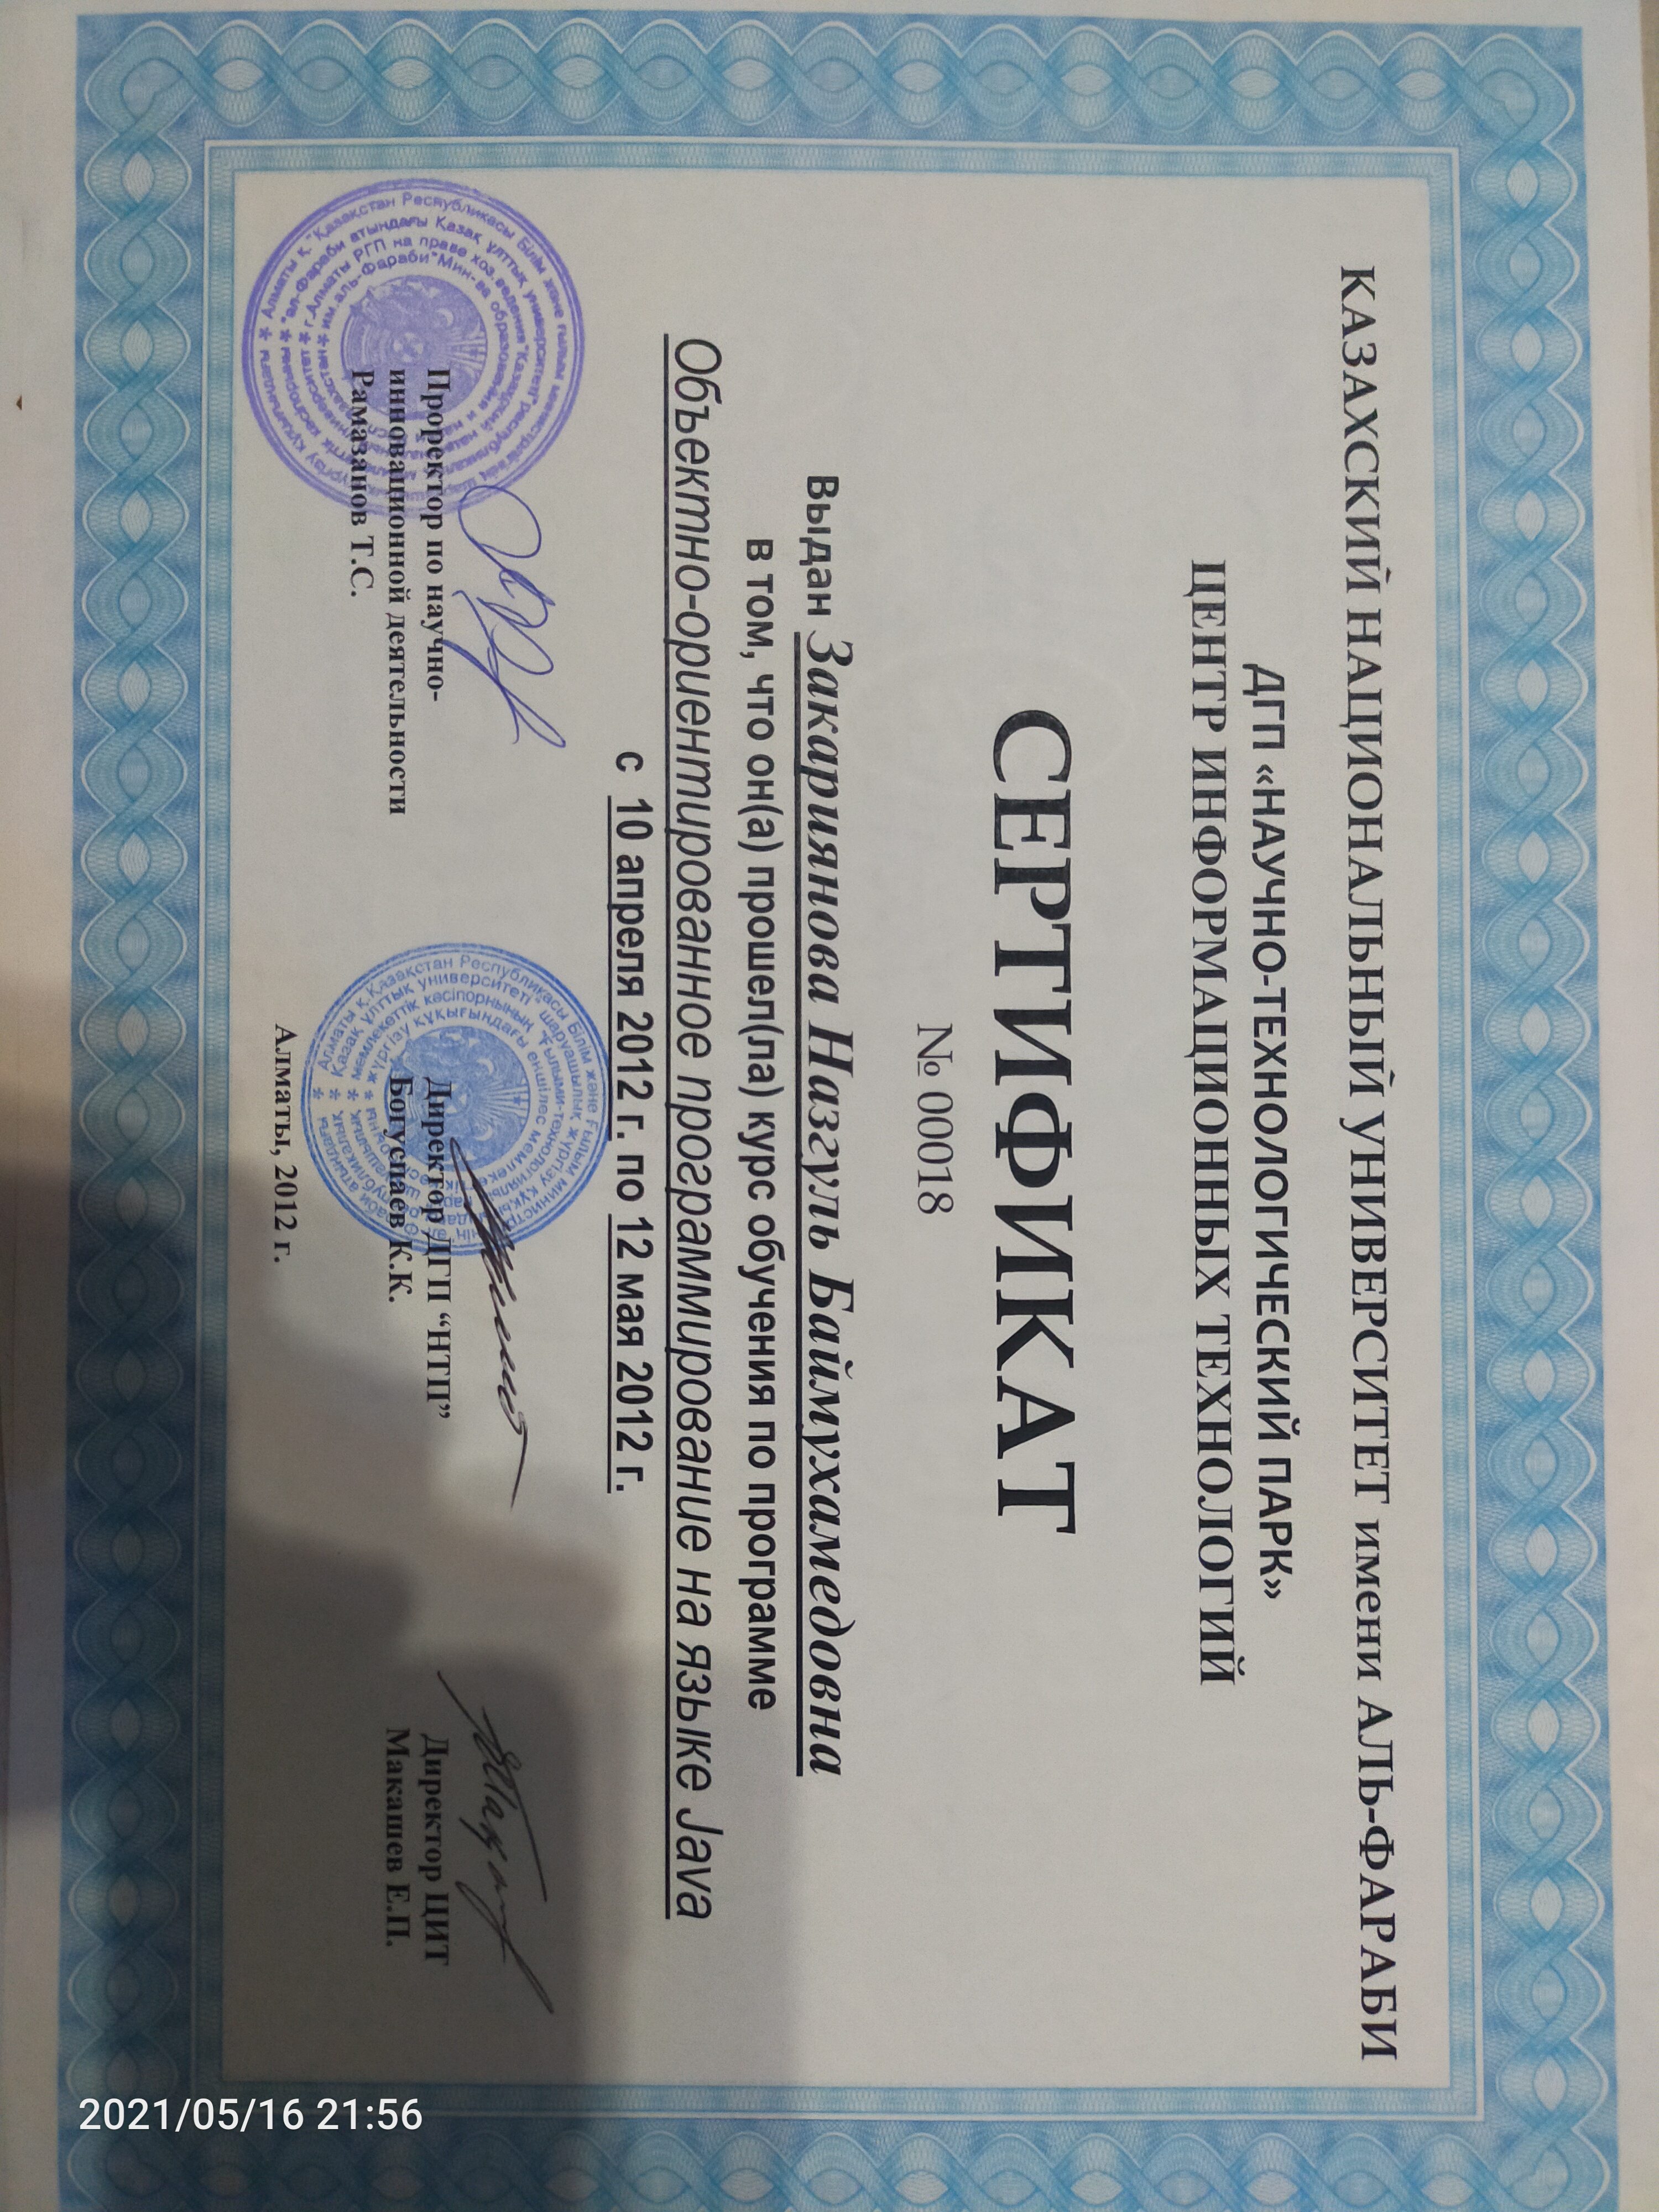 КАЗАХСКИЙ НАЦИОНАЛЬНЫЙ УНИВЕРСИТЕТ имени АЛЬ-ФАРАБИ
ДГП «НАУЧНО-ТЕХНОЛОГИЧЕСКИЙ ПАРК»
ЦЕНТР ИНФОРМАЦИОННЫХ ТЕХНОЛОГИЙ
СЕРТИФИКАТ
№ 00018
Выдан Закариянова Назгуль Баймухамедовна
в том, что он(а) прошел(ла) курс обучения по программе
Объектно-ориентированное программирование на языке Java
с 10 апреля 2012 г. по 12 мая 2012 г.
Проректор по научно-
инновационной деятельности
Рамазанов Т.С.
Директор ДГП “НТП”
Богуспаев К.К.
Директор ЦИТ
Макашев Е.П.
Алматы, 2012 г.
2021/05/16 21:56